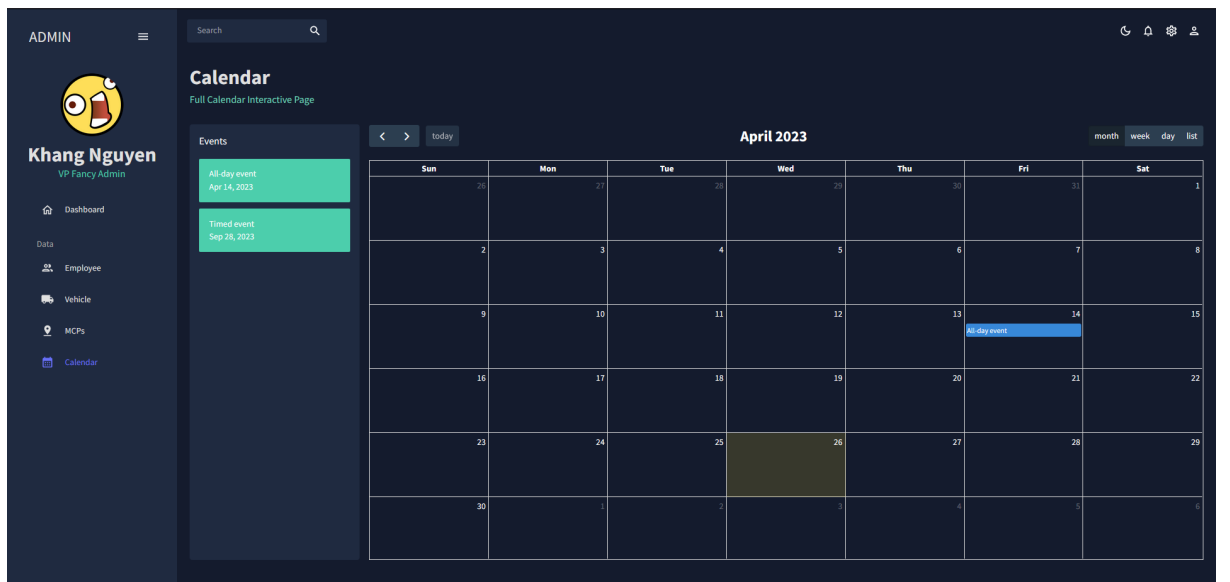 ADMIN
Search
Khang Nguyen
VP Fancy Admin
Dashboard
Data
Employee
Vehicle
MCPs
Calendar
Calendar
Full Calendar Interactive Page
Events
All-day event
Apr 14, 2023
Timed event
Sep 28, 2023
today
April 2023
month week day list
Sun Mon Tue Wed Thu Fri Sat
26 27 28 29 30 31 1
2 3 4 5 6 7 8
9 10 11 12 13 14 15
All-day event
16 17 18 19 20 21 22
23 24 25 26 27 28 29
30 1 2 3 4 5 6